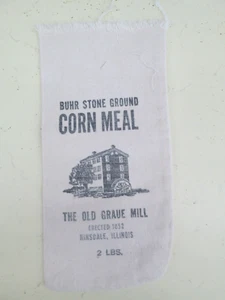 BUHR STONE GROUND
CORN MEAL
THE OLD GRAUE MILL
ERECTED 1852
HINSDALE, ILLINOIS
2 LBS.